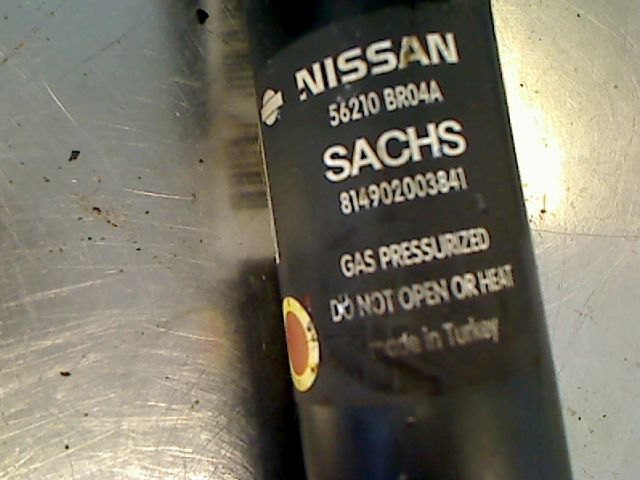 NISSAN
56210 BR04A
SACHS
814902003841
GAS PRESSURIZED
DO NOT OPEN OR HEAT
made in Turkey